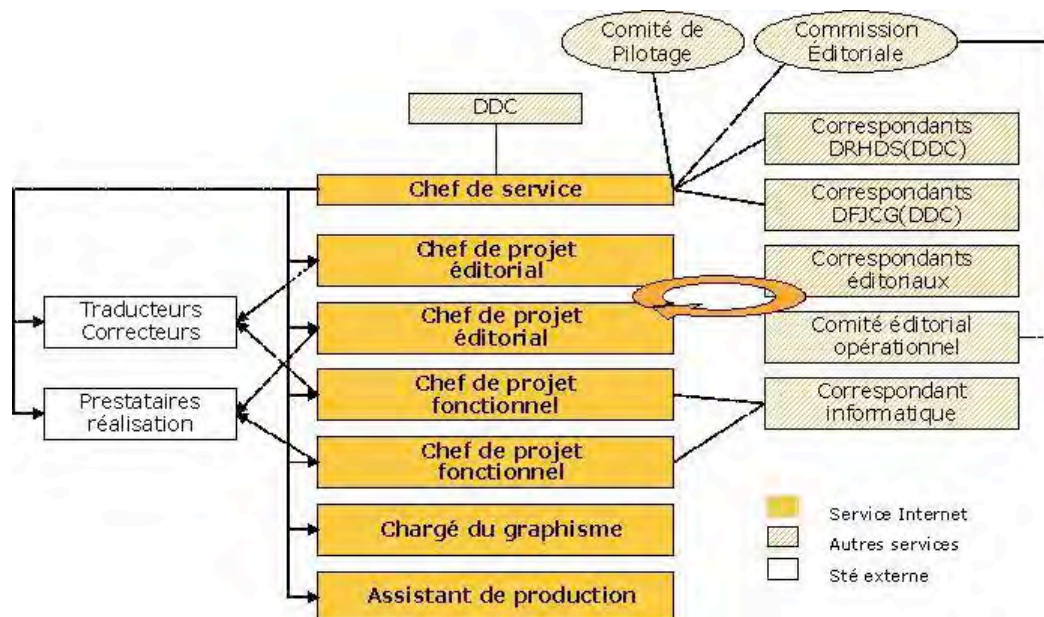 Comité de
Pilotage
Commission
Éditoriale
DDC
Correspondants
DRHDS(DDC)
Chef de service
Correspondants
DFJCG(DDC)
Chef de projet
éditorial
Correspondants
éditoriaux
Traducteurs
Correcteurs
Chef de projet
éditorial
Comité éditorial
opérationnel
Prestataires
réalisation
Chef de projet
fonctionnel
Correspondant
informatique
Chef de projet
fonctionnel
Chargé du graphisme
Assistant de production
Service Internet
Autres services
Sté externe